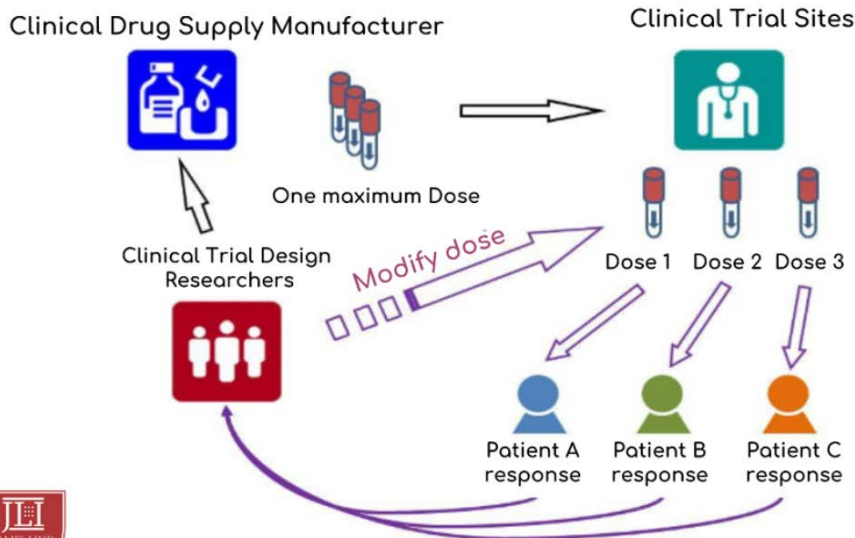 Clinical Drug Supply Manufacturer
Clinical Trial Sites
One maximum Dose
Clinical Trial Design
Researchers
Modify dose
Dose 1
Dose 2
Dose 3
Patient A
response
Patient B
response
Patient C
response
JLI